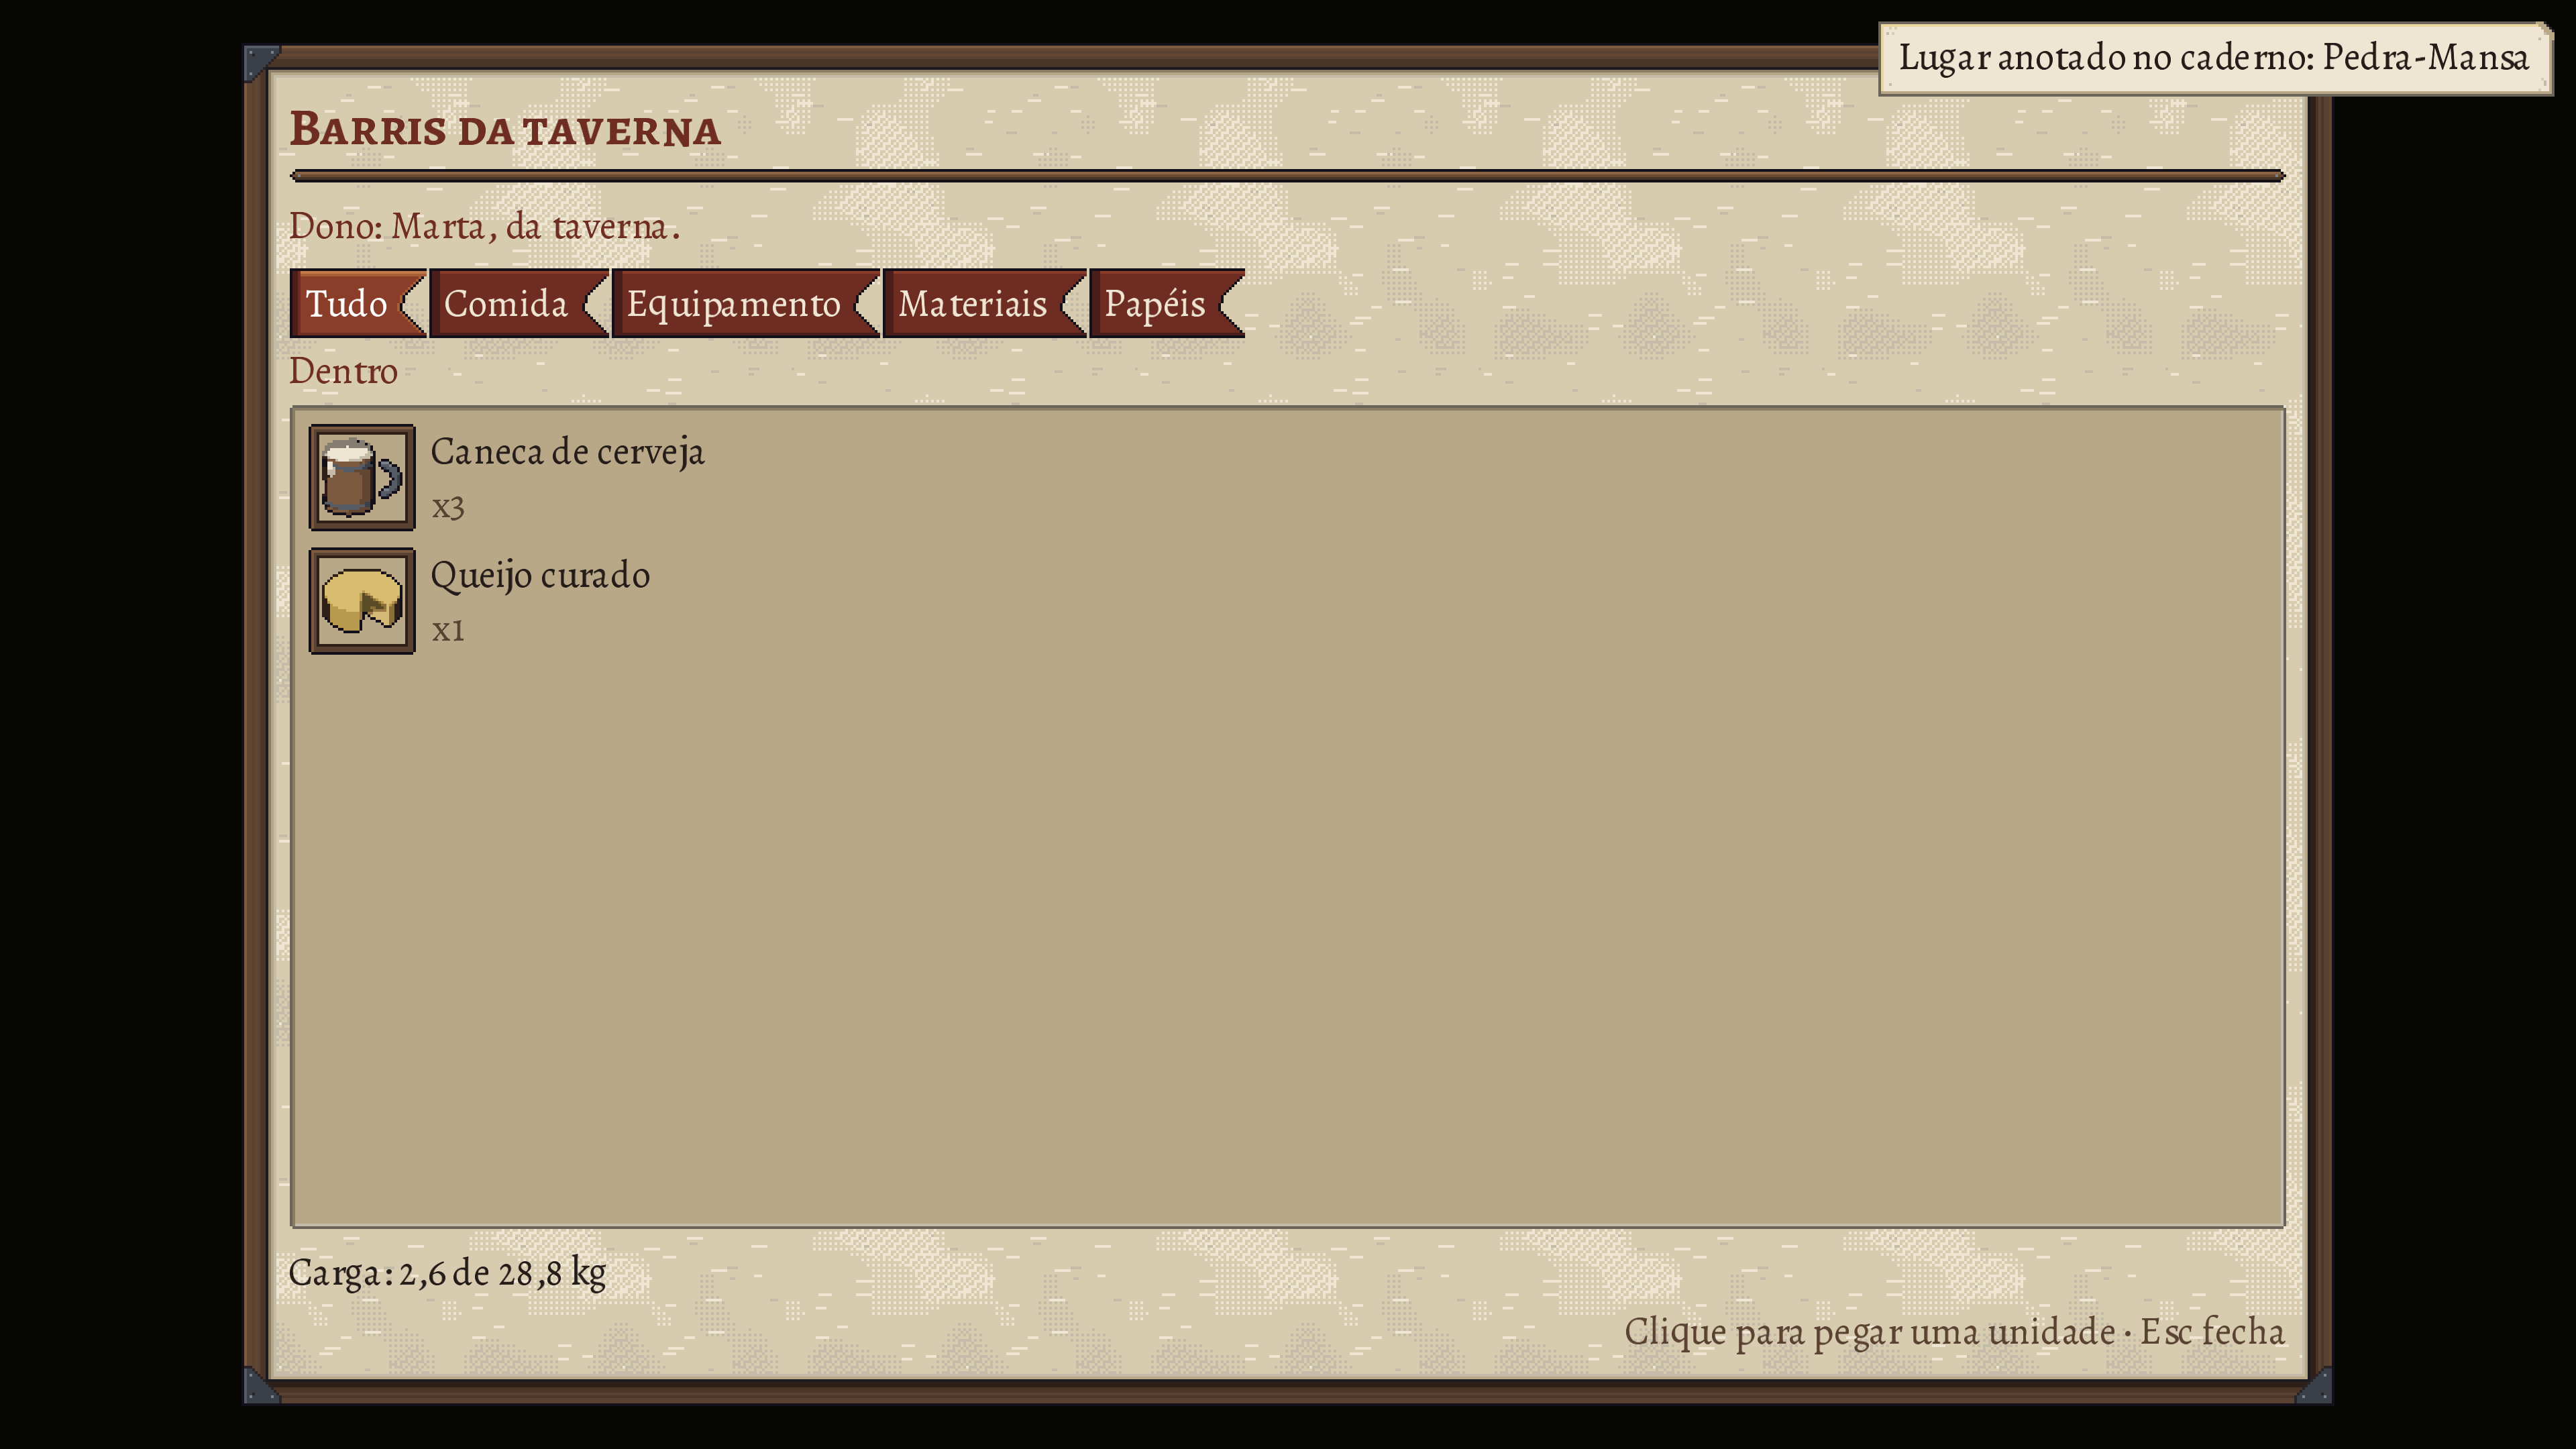 Lugar anotado no caderno: Pedra-Mansa
Barris da taverna
Dono: Marta, da taverna.
Tudo Comida Equipamento Materiais Papéis
Dentro
Caneca de cerveja
x3
Queijo curado
x1
Carga: 2,6 de 28,8 kg
Clique para pegar uma unidade · Esc fecha